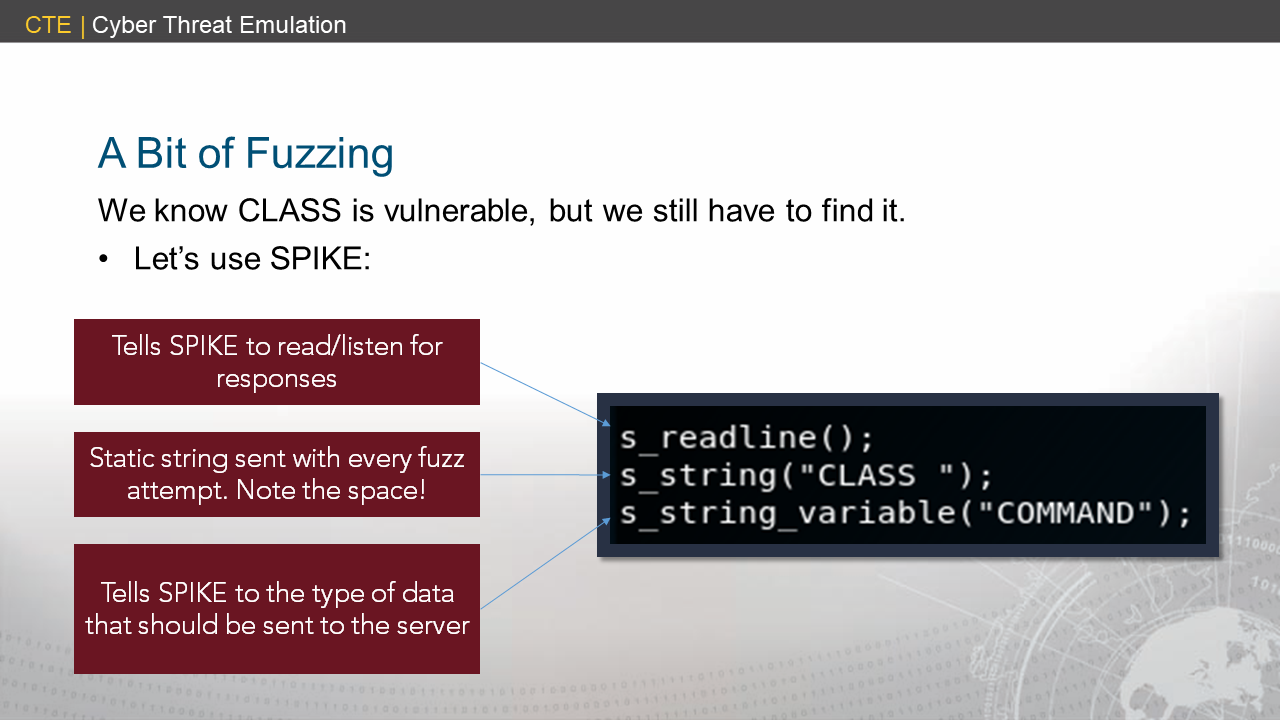 CTE | Cyber Threat Emulation
A Bit of Fuzzing
We know CLASS is vulnerable, but we still have to find it.
• Let’s use SPIKE:
Tells SPIKE to read/listen for
responses
Static string sent with every fuzz
attempt. Note the space!
Tells SPIKE to the type of data
that should be sent to the server
s_readline();
s_string("CLASS ");
s_string_variable("COMMAND");